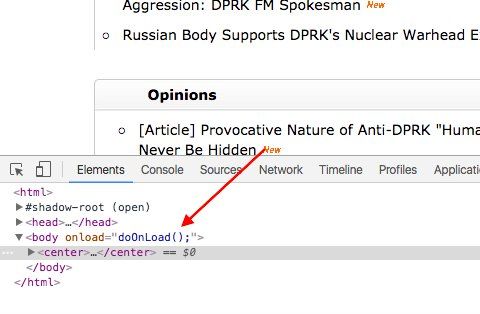 Aggression: DPRK FM Spokesman New
Russian Body Supports DPRK's Nuclear Warhead E
Opinions
[Article] Provocative Nature of Anti-DPRK "Huma
Never Be Hidden New
Elements Console Sources Network Timeline Profiles Applicatio
<html>
▶#shadow-root (open)
▶<head>…</head>
▼<body onload="doOnLoad();">
… ▶<center>…</center> == $0
</body>
</html>